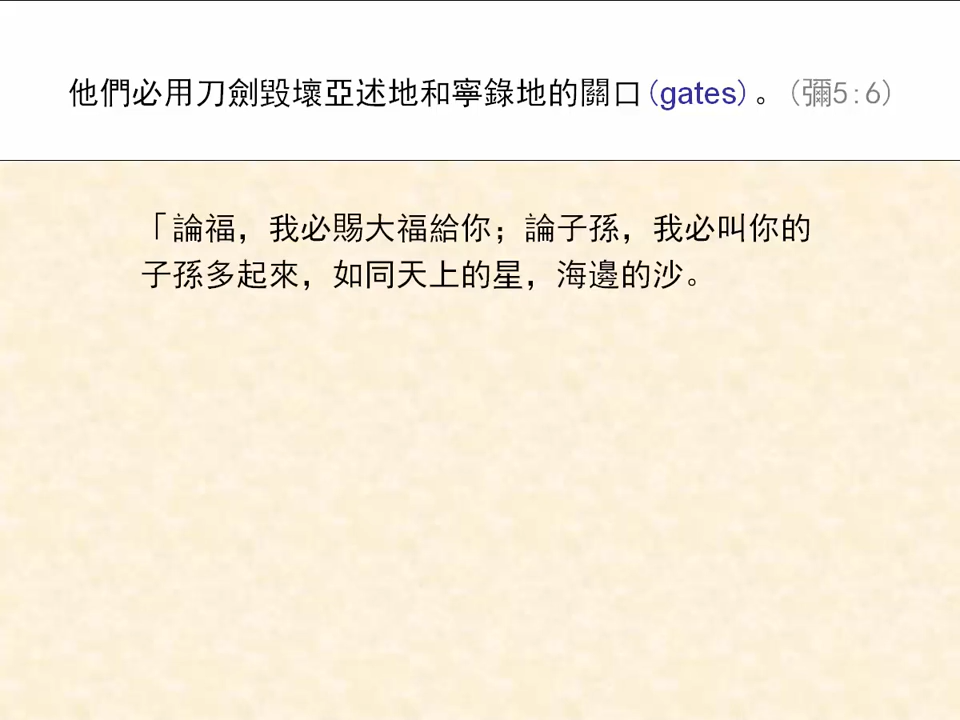 他們必用刀劍毀壞亞述地和寧錄地的關口(gates)。(彌5:6)
「論福，我必賜大福給你；論子孫，我必叫你的
子孫多起來，如同天上的星，海邊的沙。